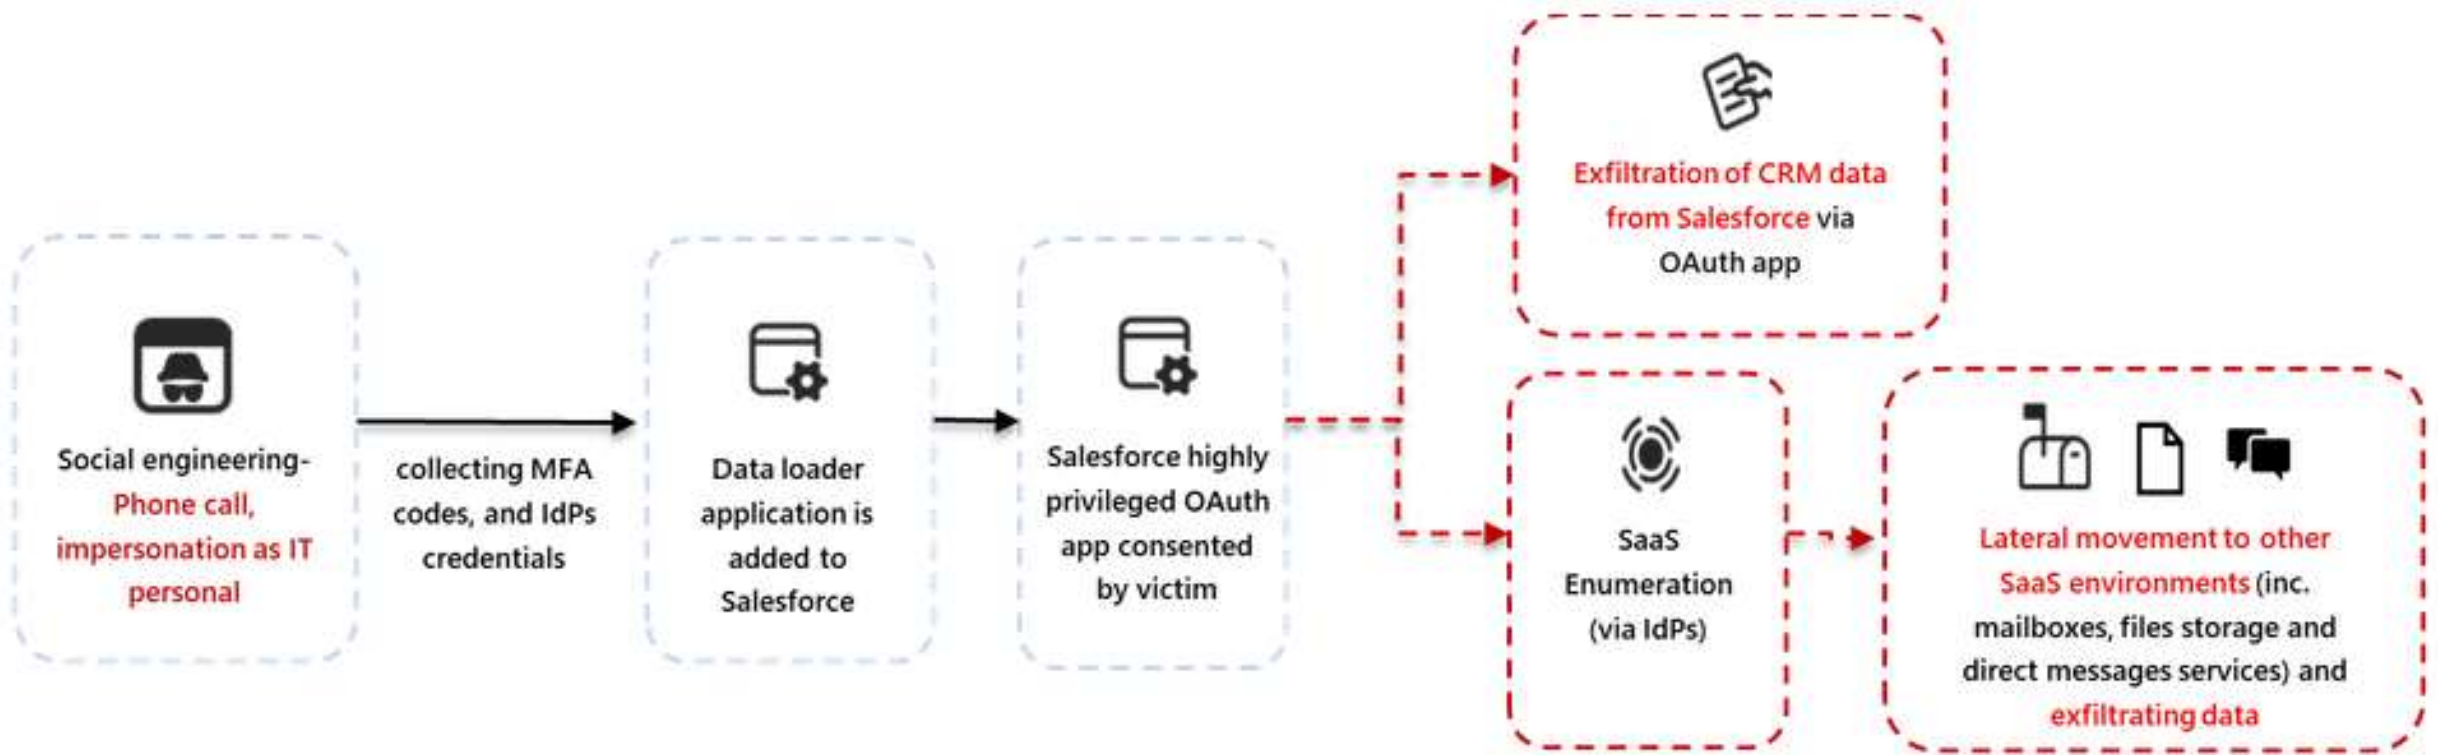 Social engineering-
Phone call,
impersonation as IT
personal
collecting MFA
codes, and IdPs
credentials
Data loader
application is
added to
Salesforce
Salesforce highly
privileged OAuth
app consented
by victim
Exfiltration of CRM data
from Salesforce via
OAuth app
SaaS
Enumeration
(via IdPs)
Lateral movement to other
SaaS environments (inc.
mailboxes, files storage and
direct messages services) and
exfiltrating data